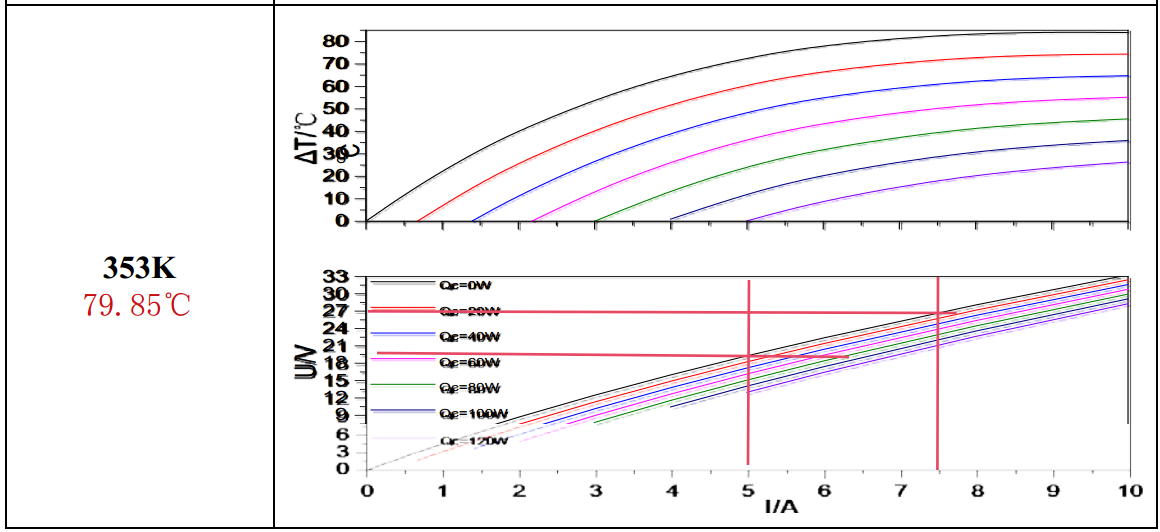 353K
79.85℃
80
70
60
50
40
30
20
10
0
ΔT/℃
℃
33
30
27
24
21
18
15
12
9
6
3
0
U/V
Qc=0W
Qc=20W
Qc=40W
Qc=60W
Qc=80W
Qc=100W
Qc=120W
0 1 2 3 4 5 6 7 8 9 10
I/A